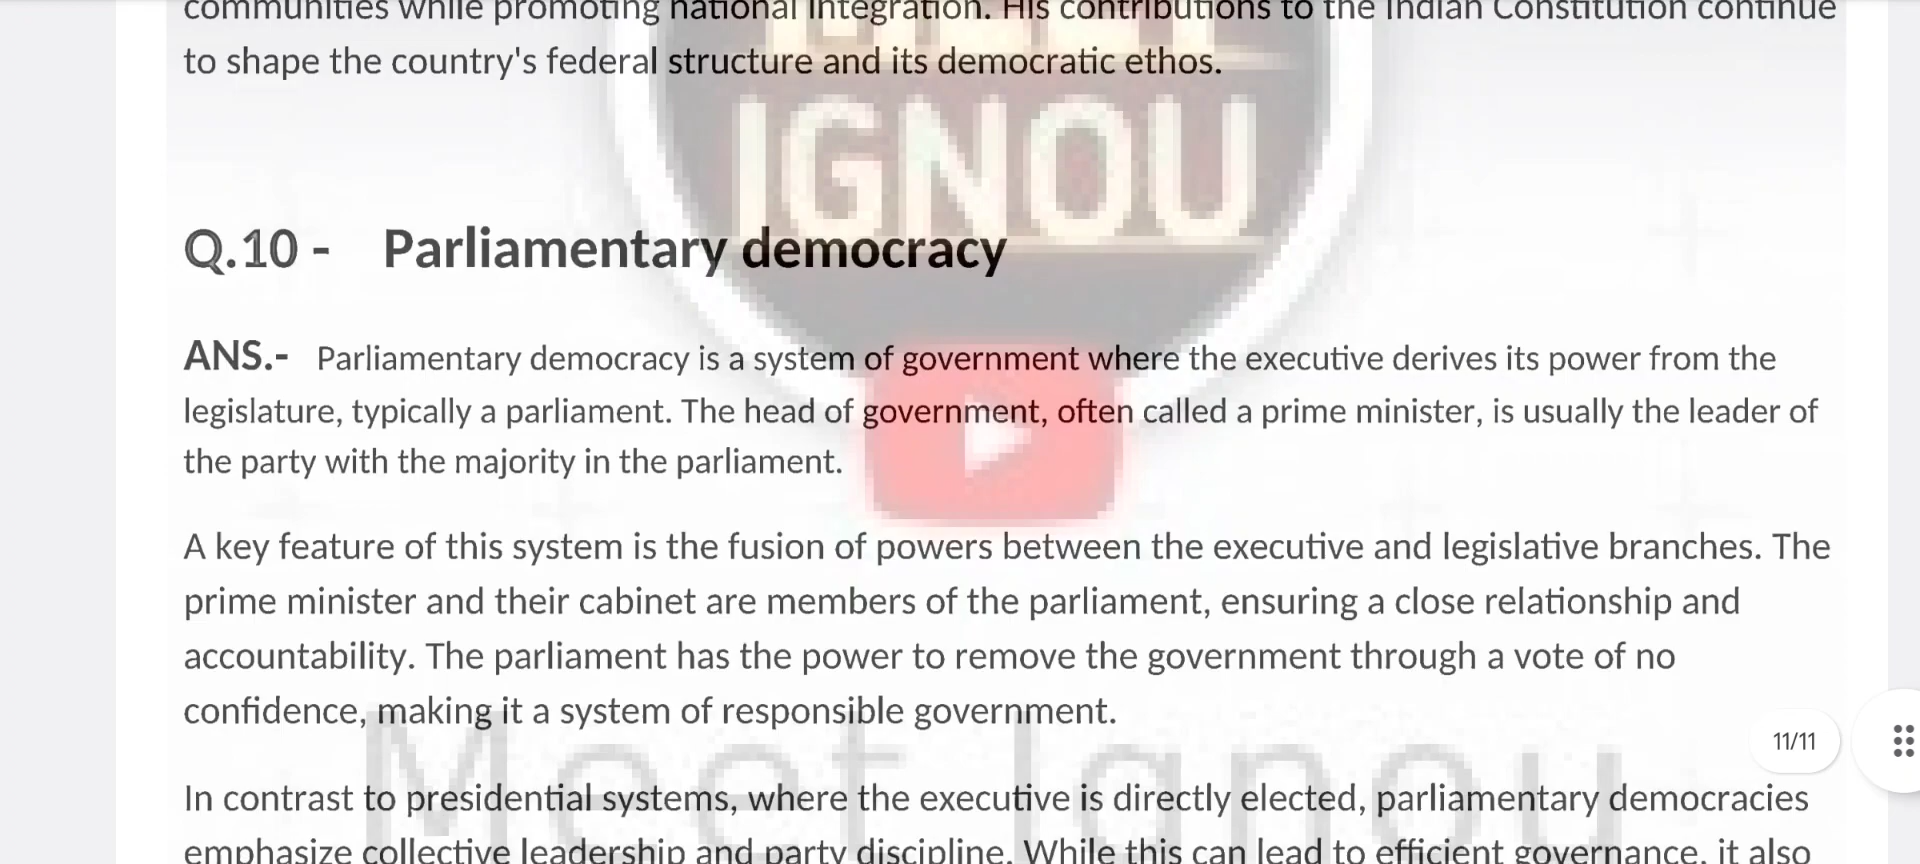 communities while promoting national integration. His contributions to the Indian Constitution continue
to shape the country's federal structure and its democratic ethos.
IGNOU
Q.10 - Parliamentary democracy
ANS.- Parliamentary democracy is a system of government where the executive derives its power from the
legislature, typically a parliament. The head of government, often called a prime minister, is usually the leader of
the party with the majority in the parliament.
A key feature of this system is the fusion of powers between the executive and legislative branches. The
prime minister and their cabinet are members of the parliament, ensuring a close relationship and
accountability. The parliament has the power to remove the government through a vote of no
confidence, making it a system of responsible government.
Meet Ignou
11/11
In contrast to presidential systems, where the executive is directly elected, parliamentary democracies
emphasize collective leadership and party discipline. While this can lead to efficient governance, it also